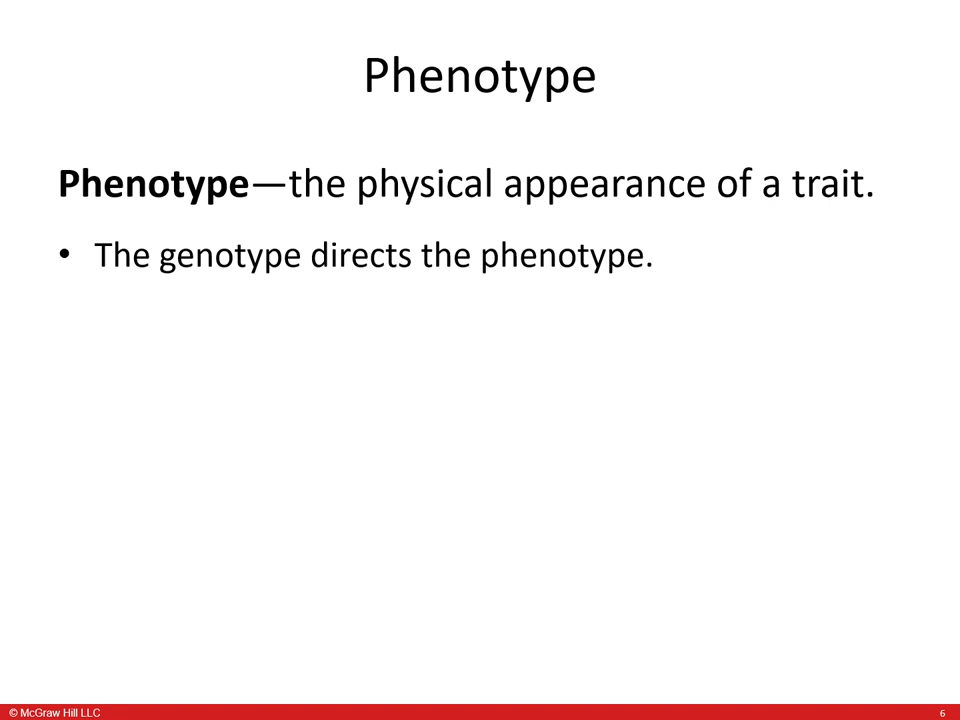 Phenotype
Phenotype—the physical appearance of a trait.
• The genotype directs the phenotype.
© McGraw Hill LLC
6